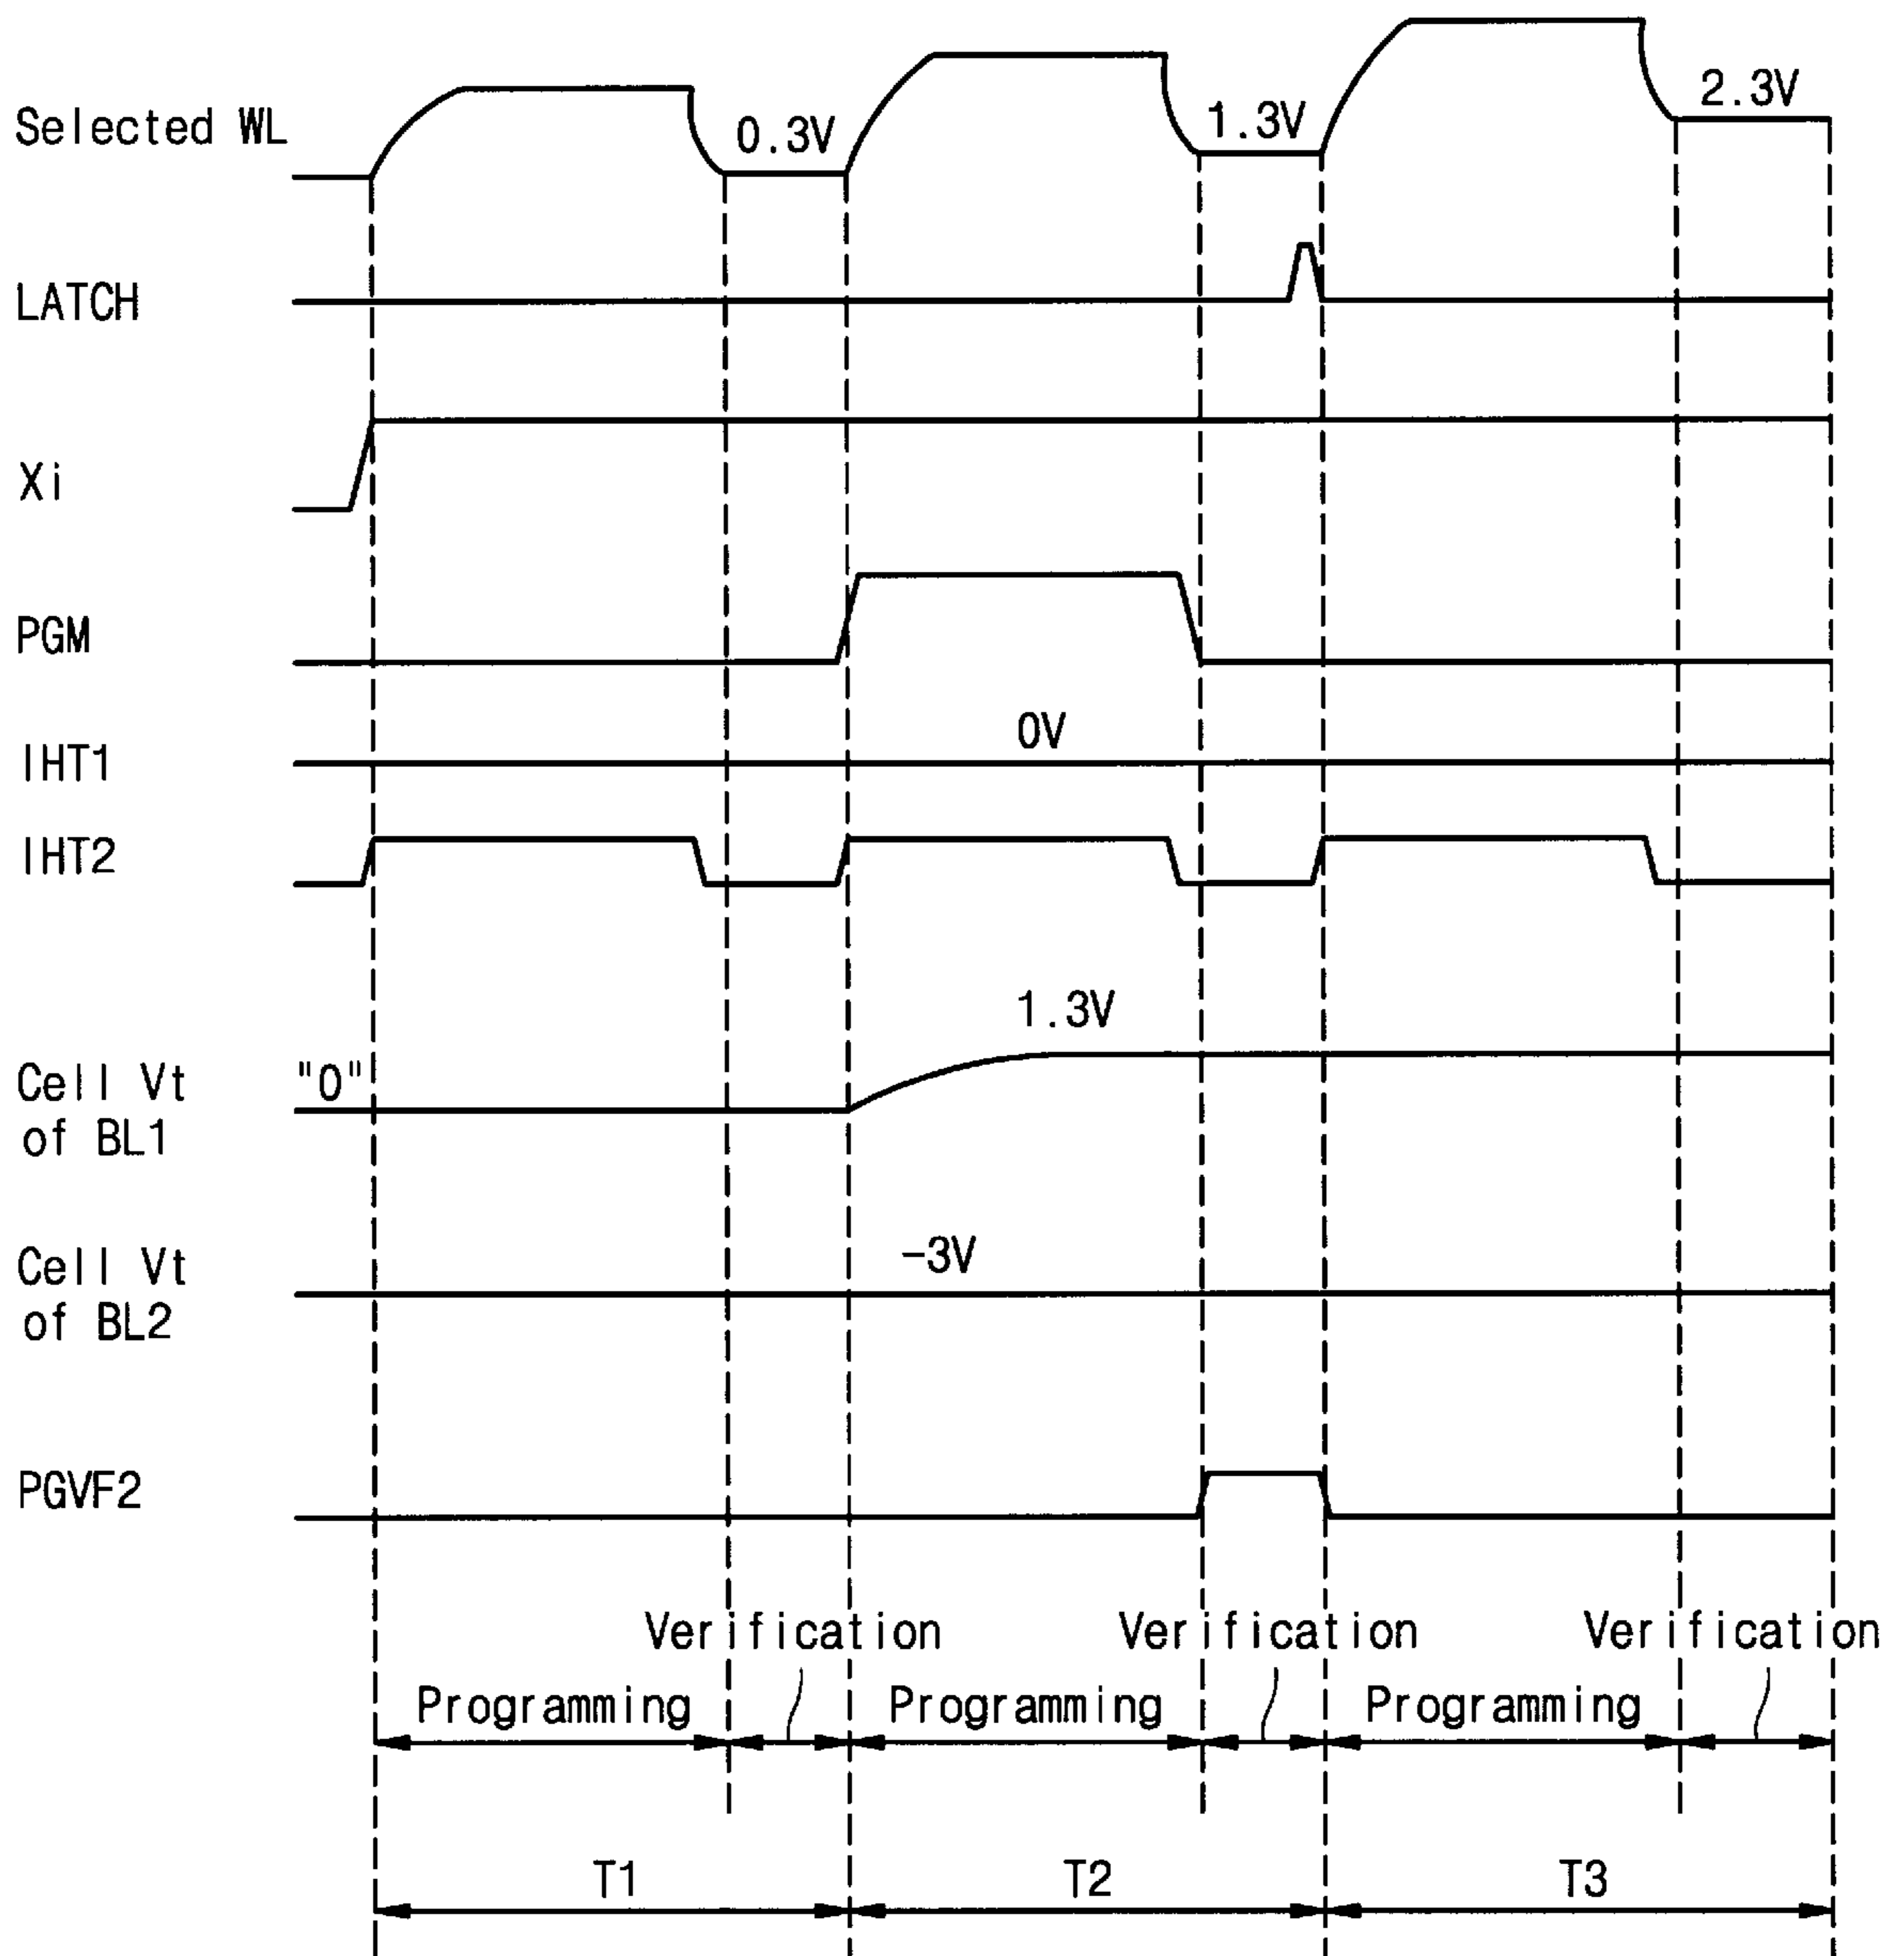 2.3V
1.3V
0.3V
Selected WL
LATCH
Xi
PGM
0V
IHT1
IHT2
1.3V
"0"
Cell Vt
of BL1
-3V
Cell Vt
of BL2
PGVF2
Verification Verification Verification
Programming Programming Programming
T1 T2 T3